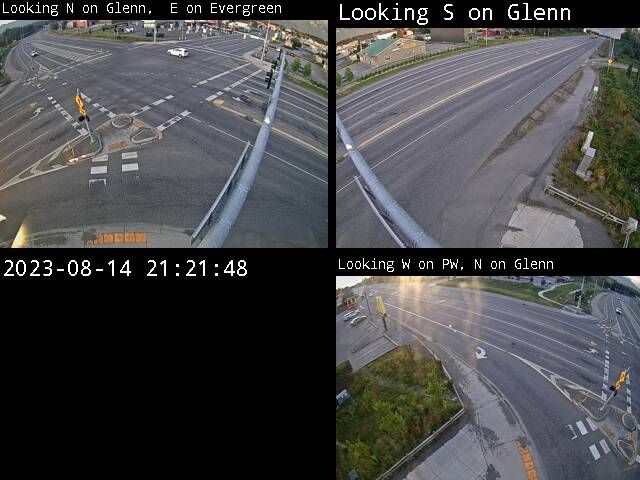 Looking N on Glenn,  E on Evergreen
Looking S on Glenn
2023-08-14 21:21:48
Looking W on PW, N on Glenn